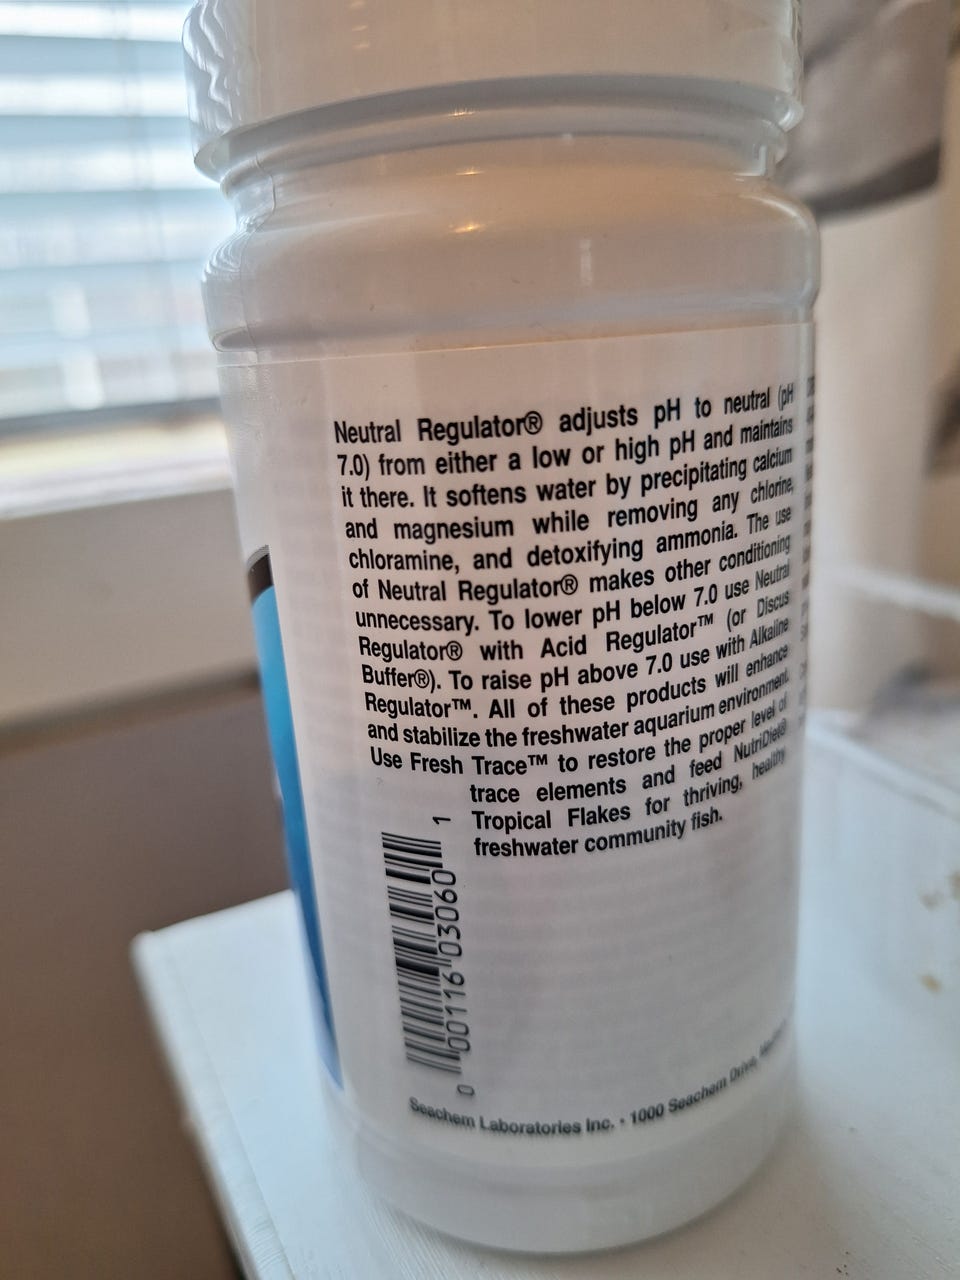 Neutral Regulator® adjusts pH to neutral (pH
7.0) from either a low or high pH and maintains
it there. It softens water by precipitating calcium
and magnesium while removing any chlorine,
chloramine, and detoxifying ammonia. The use
of Neutral Regulator® makes other conditioning
unnecessary. To lower pH below 7.0 use Neutral
Regulator® with Acid Regulator™ (or Discus
Buffer®). To raise pH above 7.0 use with Alkaline
Regulator™. All of these products will enhance
and stabilize the freshwater aquarium environment.
Use Fresh Trace™ to restore the proper level of
trace elements and feed NutriDiet®
Tropical Flakes for thriving, healthy
freshwater community fish.
0 00116 03060 1
Seachem Laboratories Inc. • 1000 Seachem Drive,